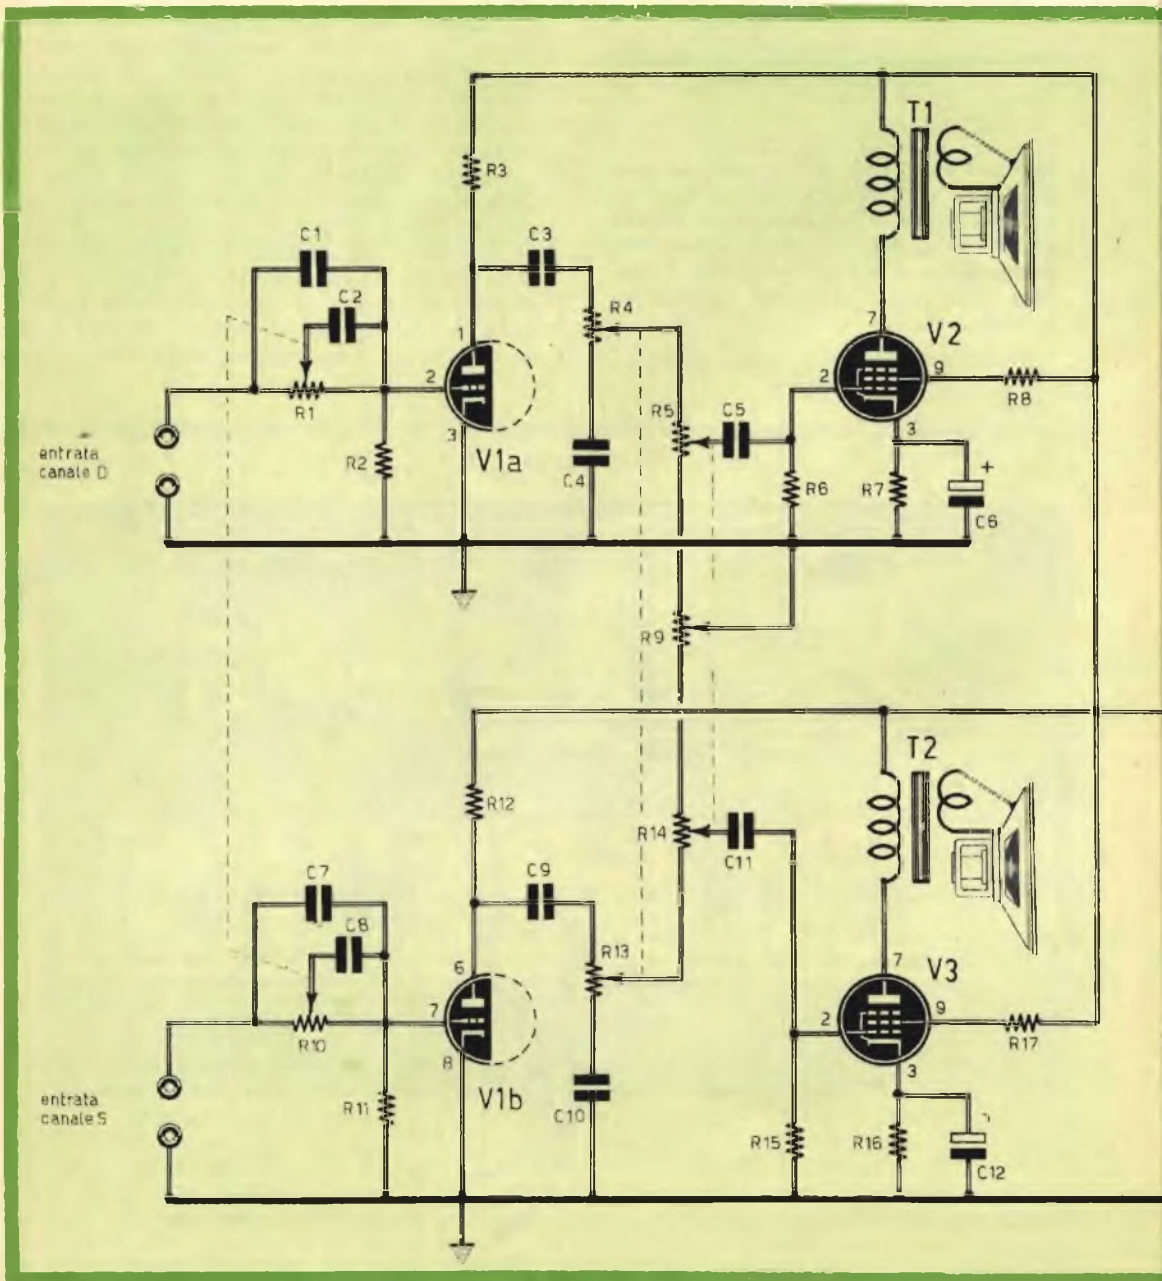 T1
R3
C1
C3
C2
R4
1
7
V2
2
2
9
R1
R5
C5
R8
3
3
entrata
canale D
R2
V1a
C4
R6
R7
+
C6
R9
T2
R12
R14
C7
C9
C11
C8
R13
6
7
V3
7
2
9
R10
R17
8
3
entrata
canale S
R11
V1b
C10
R15
R16
C12